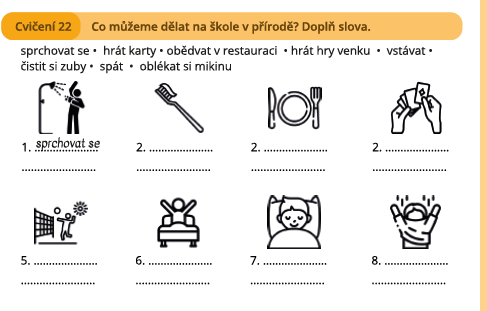 Cvičení 22 Co můžeme dělat na škole v přírodě? Doplň slova.
sprchovat se • hrát karty • obědvat v restauraci • hrát hry venku • vstávat •
čistit si zuby • spát • oblékat si mikinu
1. sprchovat se 2. ..................... 2. ..................... 2. .....................
......................... ......................... ......................... .........................
5. ..................... 6. ..................... 7. ..................... 8. .....................
......................... ......................... ......................... .........................